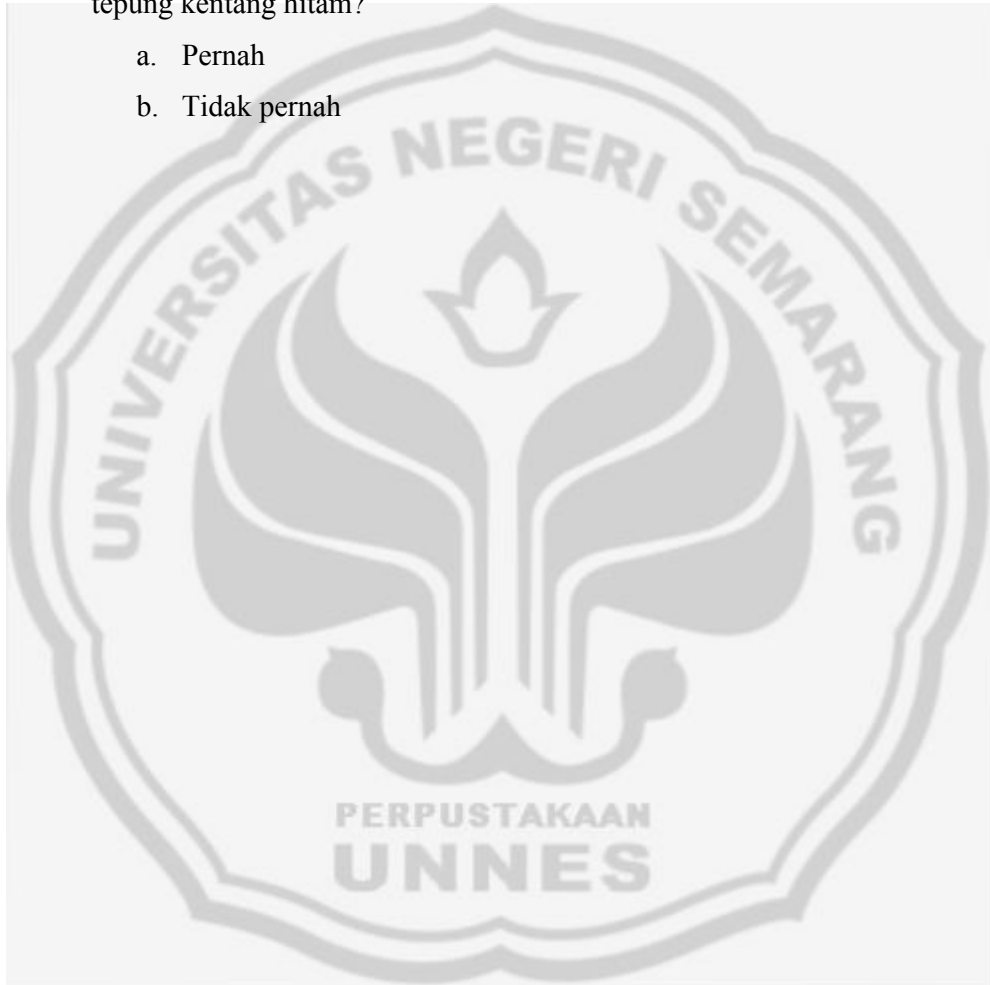 tepung kentang hitam?
a. Pernah
b. Tidak pernah
UNIVERSITAS NEGERI SEMARANG
PERPUSTAKAAN
UNNES